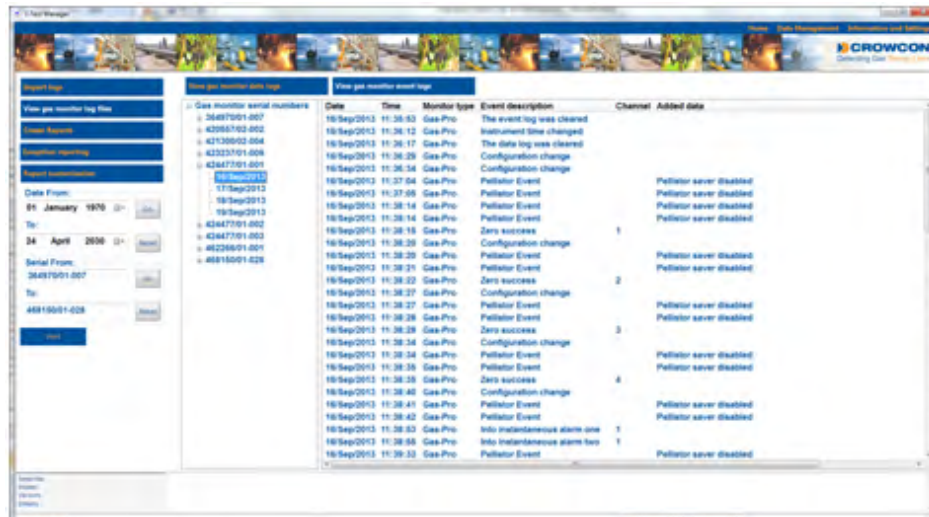 Home Data Management Information and Settings
CROWCON
Detecting Gas Saving Lives
Import logs
View gas monitor log files
Create Reports
Exception reporting
Report customisation
Date From:
01 January 1970
To:
24 April 2030
Serial From:
364970/01-007
To:
468150/01-028
View gas monitor data logs
View gas monitor event logs
Gas monitor serial numbers
364970/01-007
420557/02-002
421300/02-004
423237/01-009
424477/01-001
16/Sep/2013
17/Sep/2013
18/Sep/2013
19/Sep/2013
424477/01-002
424477/01-003
462266/01-001
468150/01-028
Date Time Monitor type Event description Channel Added data
16/Sep/2013 11:35:53 Gas-Pro The event log was cleared
16/Sep/2013 11:36:12 Gas-Pro Instrument time changed
16/Sep/2013 11:36:17 Gas-Pro The data log was cleared
16/Sep/2013 11:36:29 Gas-Pro Configuration change
16/Sep/2013 11:36:34 Gas-Pro Configuration change
16/Sep/2013 11:37:04 Gas-Pro Pellistor Event Pellistor saver disabled
16/Sep/2013 11:37:05 Gas-Pro Pellistor Event Pellistor saver disabled
16/Sep/2013 11:38:14 Gas-Pro Pellistor Event Pellistor saver disabled
16/Sep/2013 11:38:14 Gas-Pro Pellistor Event Pellistor saver disabled
16/Sep/2013 11:38:15 Gas-Pro Zero success 1
16/Sep/2013 11:38:20 Gas-Pro Configuration change
16/Sep/2013 11:38:20 Gas-Pro Pellistor Event Pellistor saver disabled
16/Sep/2013 11:38:21 Gas-Pro Pellistor Event Pellistor saver disabled
16/Sep/2013 11:38:22 Gas-Pro Zero success 2
16/Sep/2013 11:38:27 Gas-Pro Configuration change
16/Sep/2013 11:38:27 Gas-Pro Pellistor Event Pellistor saver disabled
16/Sep/2013 11:38:28 Gas-Pro Pellistor Event Pellistor saver disabled
16/Sep/2013 11:38:28 Gas-Pro Zero success 3
16/Sep/2013 11:38:34 Gas-Pro Configuration change
16/Sep/2013 11:38:34 Gas-Pro Pellistor Event Pellistor saver disabled
16/Sep/2013 11:38:35 Gas-Pro Pellistor Event Pellistor saver disabled
16/Sep/2013 11:38:35 Gas-Pro Zero success 4
16/Sep/2013 11:38:40 Gas-Pro Configuration change
16/Sep/2013 11:38:41 Gas-Pro Pellistor Event Pellistor saver disabled
16/Sep/2013 11:38:42 Gas-Pro Pellistor Event Pellistor saver disabled
16/Sep/2013 11:38:53 Gas-Pro Into instantaneous alarm one 1
16/Sep/2013 11:38:55 Gas-Pro Into instantaneous alarm two 1
16/Sep/2013 11:39:33 Gas-Pro Pellistor Event Pellistor saver disabled